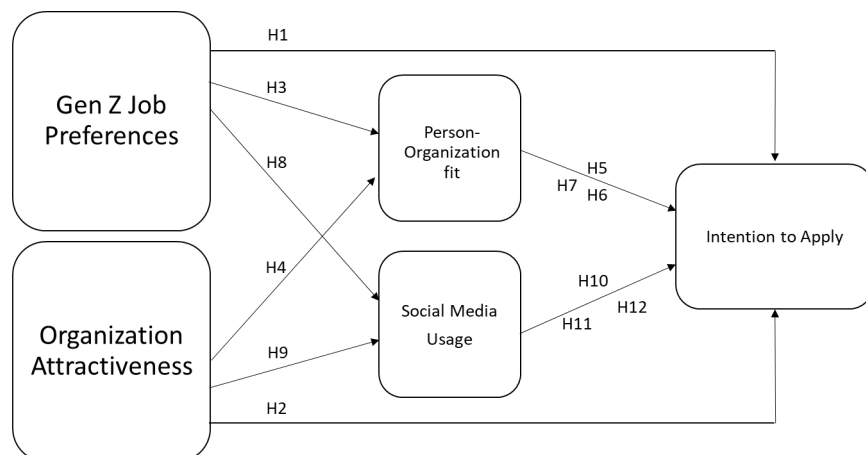 H1
Gen Z Job
Preferences
H3
H8
Person-
Organization
fit
H5
H7
H6
Intention to Apply
H4
Organization
Attractiveness
H9
H2
Social Media
Usage
H10
H12
H11